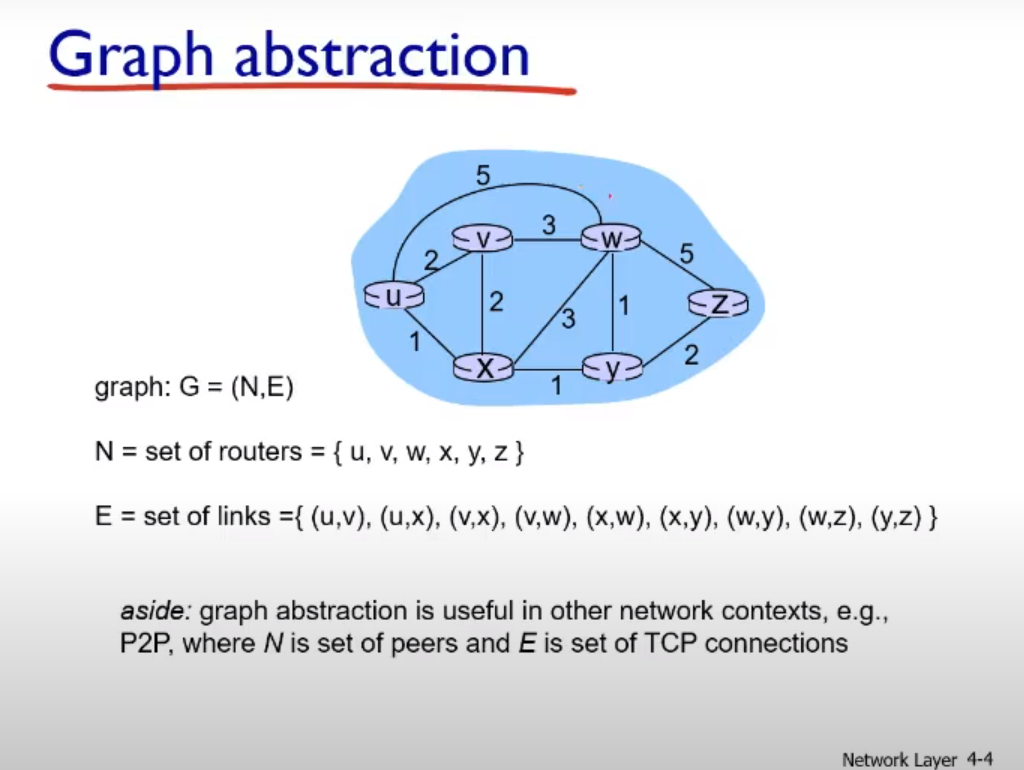 Graph abstraction
5
v
3
w
2
5
u
2
1
z
3
1
2
x
y
1
graph: G = (N,E)
N = set of routers = { u, v, w, x, y, z }
E = set of links ={ (u,v), (u,x), (v,x), (v,w), (x,w), (x,y), (w,y), (w,z), (y,z) }
aside: graph abstraction is useful in other network contexts, e.g.,
P2P, where N is set of peers and E is set of TCP connections
Network Layer 4-4